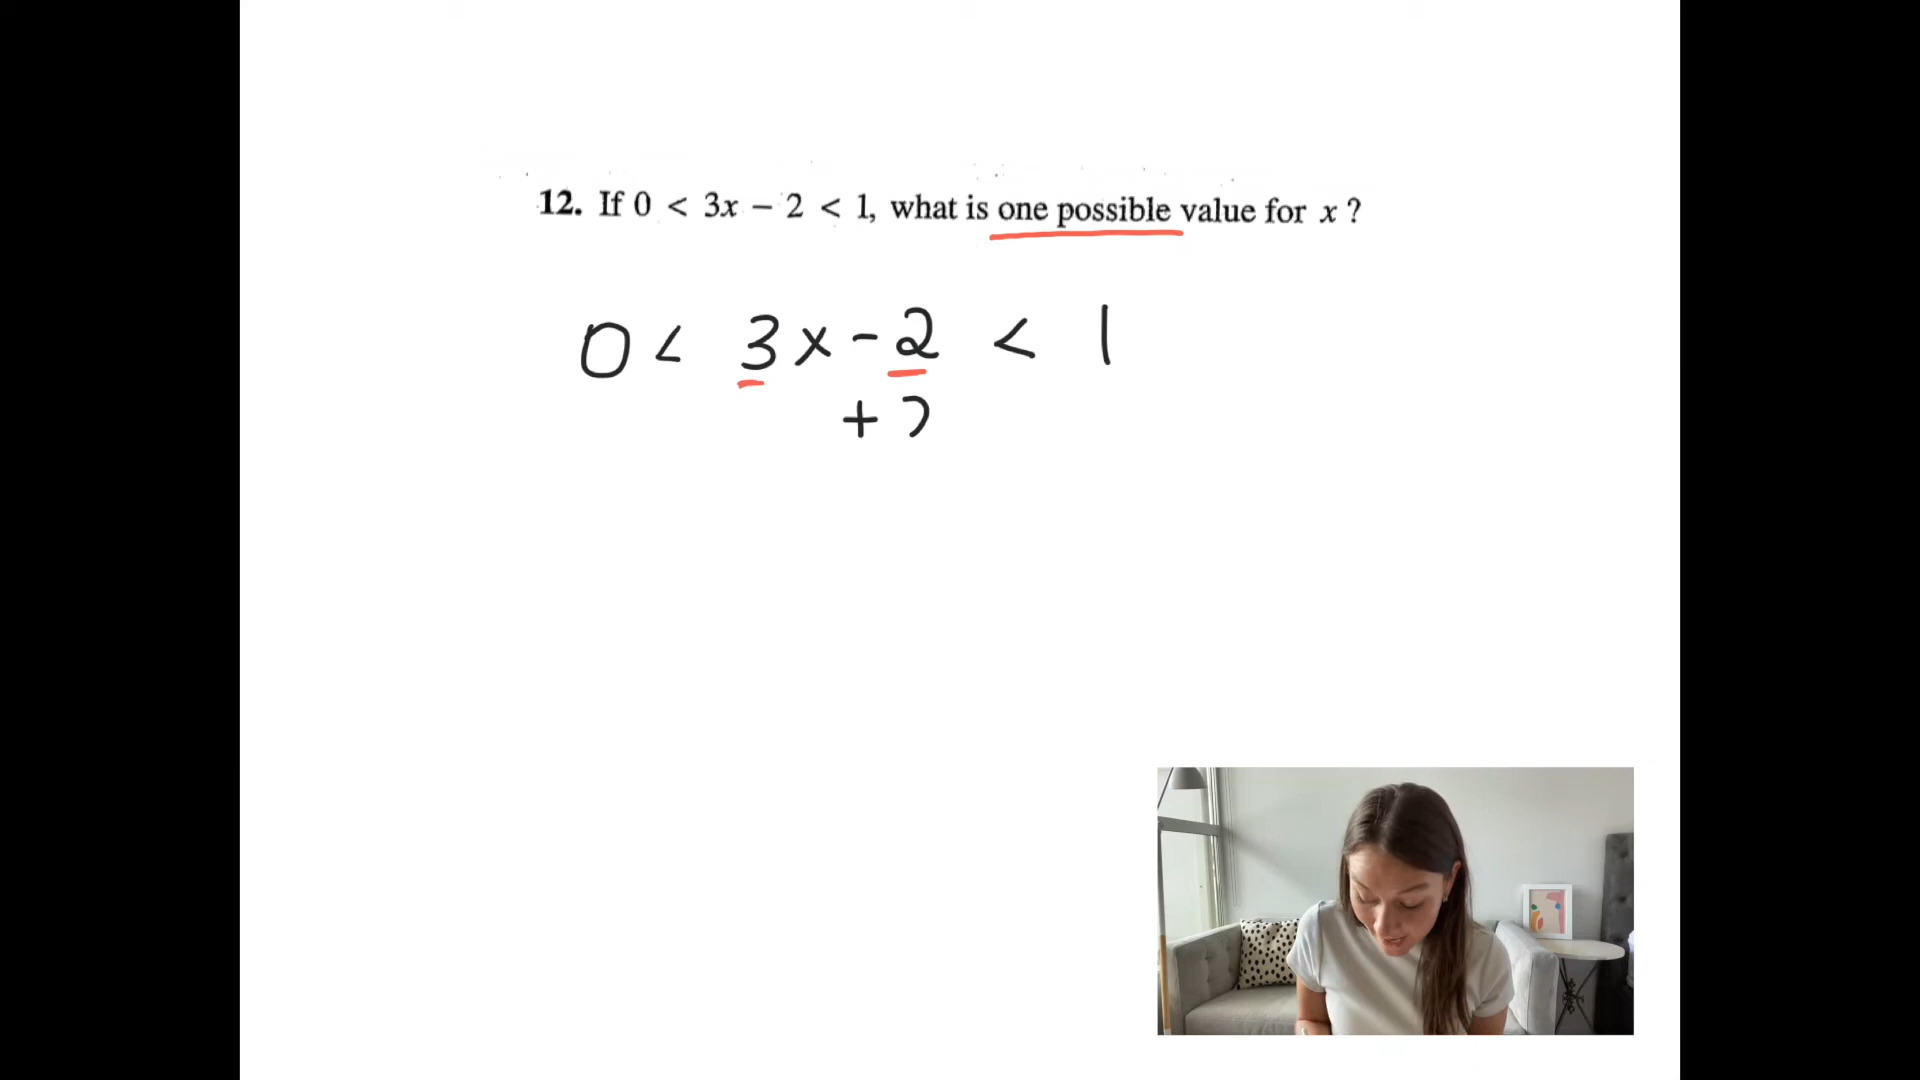 12. If 0 < 3x − 2 < 1, what is one possible value for x ?
0 < 3x - 2 < 1
+ 2